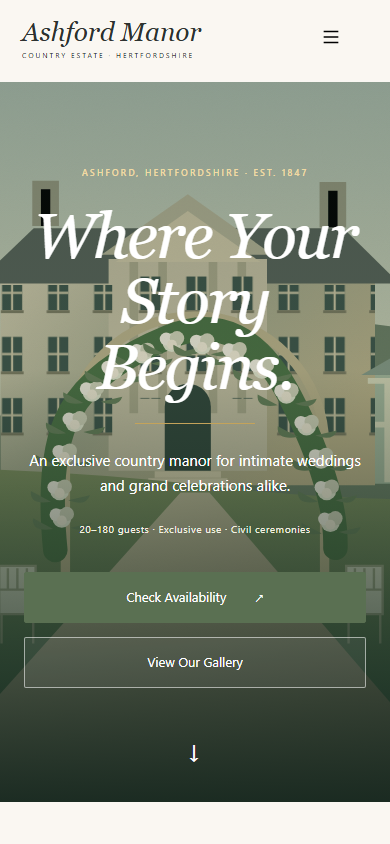 Ashford Manor
COUNTRY ESTATE · HERTFORDSHIRE
ASHFORD, HERTFORDSHIRE · EST. 1847
Where Your
Story
Begins.
An exclusive country manor for intimate weddings
and grand celebrations alike.
20–180 guests · Exclusive use · Civil ceremonies
Check Availability ↗
View Our Gallery
↓